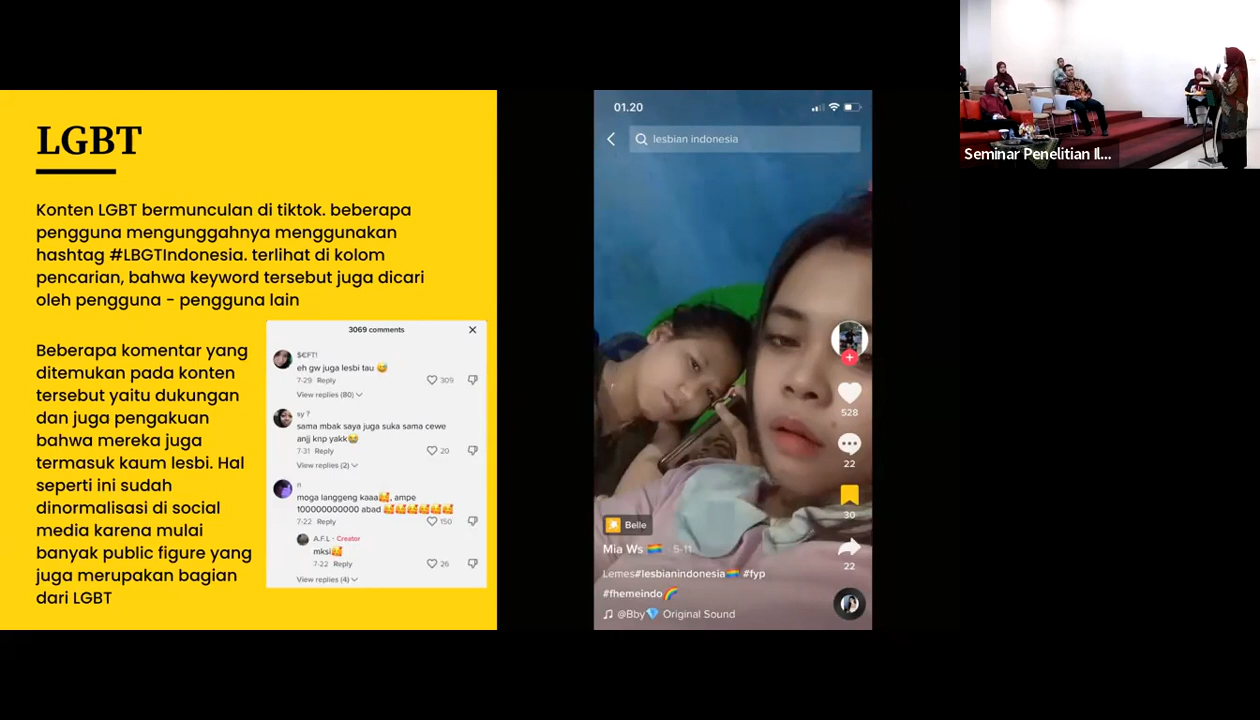 LGBT
Konten LGBT bermunculan di tiktok. beberapa
pengguna mengunggahnya menggunakan
hashtag #LBGTIndonesia. terlihat di kolom
pencarian, bahwa keyword tersebut juga dicari
oleh pengguna - pengguna lain
Beberapa komentar yang
ditemukan pada konten
tersebut yaitu dukungan
dan juga pengakuan
bahwa mereka juga
termasuk kaum lesbi. Hal
seperti ini sudah
dinormalisasi di social
media karena mulai
banyak public figure yang
juga merupakan bagian
dari LGBT
3069 comments
$€FT!
eh gw juga lesbi tau
7-29 Reply
309
View replies (80)
sy ?
sama mbak saya juga suka sama cewe
anjj knp yakk
7-31 Reply
20
View replies (2)
n
moga langgeng kaaa🥰, ampe
100000000000 abad 🥰🥰🥰🥰🥰🥰
7-22 Reply
150
A.F.L · Creator
mksi🥰
7-22 Reply
26
View replies (4)
01.20
lesbian indonesia
528
22
30
22
Belle
Mia Ws 🏳️‍🌈 · 5-11
Lemes#lesbianindonesia🏳️‍🌈 #fyp
#fhemeindo🌈
@Bby💎 Original Sound
Seminar Penelitian Il...